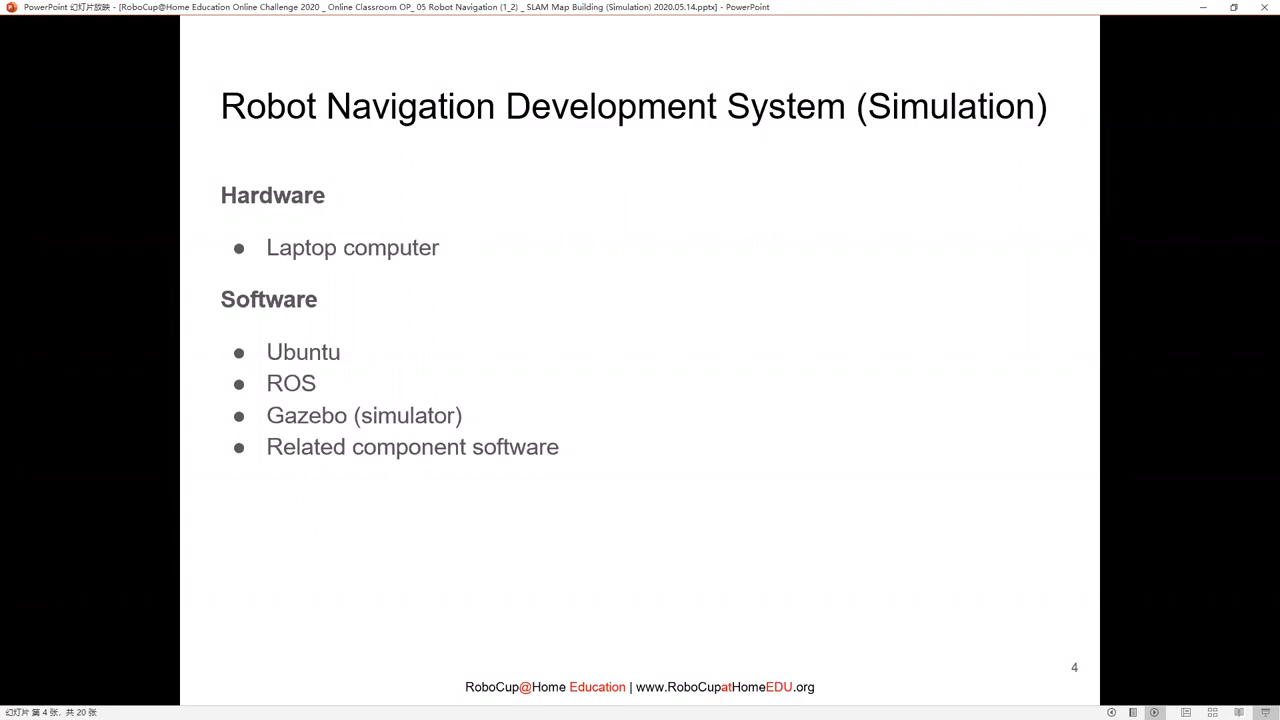 PowerPoint 幻灯片放映 - [RoboCup@Home Education Online Challenge 2020 _ Online Classroom OP_ 05 Robot Navigation (1_2) _ SLAM Map Building (Simulation) 2020.05.14.pptx] - PowerPoint
Robot Navigation Development System (Simulation)
Hardware
● Laptop computer
Software
● Ubuntu
● ROS
● Gazebo (simulator)
● Related component software
4
RoboCup@Home Education | www.RoboCupatHomeEDU.org
幻灯片 第 4 张，共 20 张